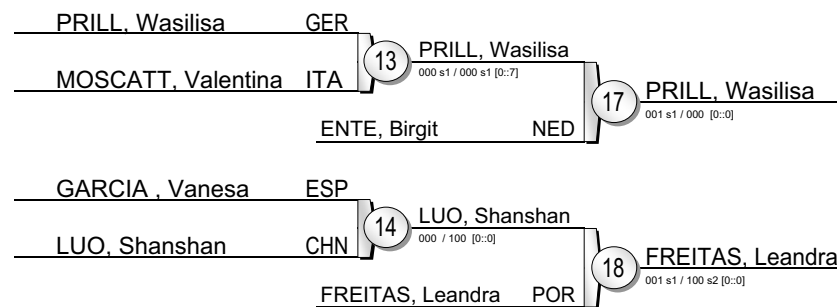 PRILL, Wasilisa GER
13 PRILL, Wasilisa
000 s1 / 000 s1 [0::7]
MOSCATT, Valentina ITA
17 PRILL, Wasilisa
001 s1 / 000 [0::0]
ENTE, Birgit NED
GARCIA , Vanesa ESP
14 LUO, Shanshan
000 / 100 [0::0]
LUO, Shanshan CHN
18 FREITAS, Leandra
001 s1 / 100 s2 [0::0]
FREITAS, Leandra POR